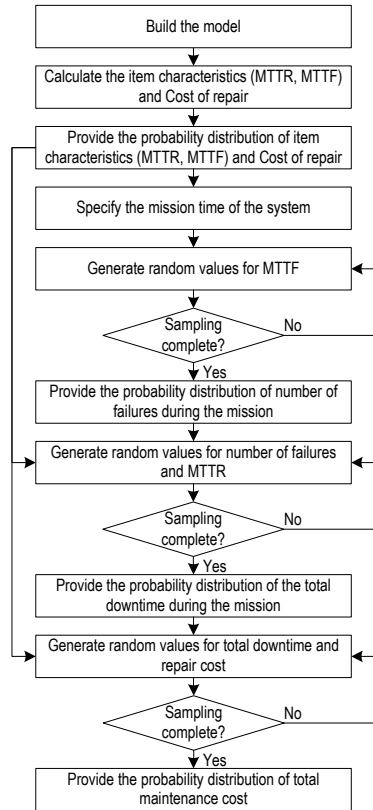 Build the model
Calculate the item characteristics (MTTR, MTTF)
and Cost of repair
Provide the probability distribution of item
characteristics (MTTR, MTTF) and Cost of repair
Specify the mission time of the system
Generate random values for MTTF
Sampling
complete?
No
Yes
Provide the probability distribution of number of
failures during the mission
Generate random values for number of failures
and MTTR
Sampling
complete?
No
Yes
Provide the probability distribution of the total
downtime during the mission
Generate random values for total downtime and
repair cost
Sampling
complete?
No
Yes
Provide the probability distribution of total
maintenance cost